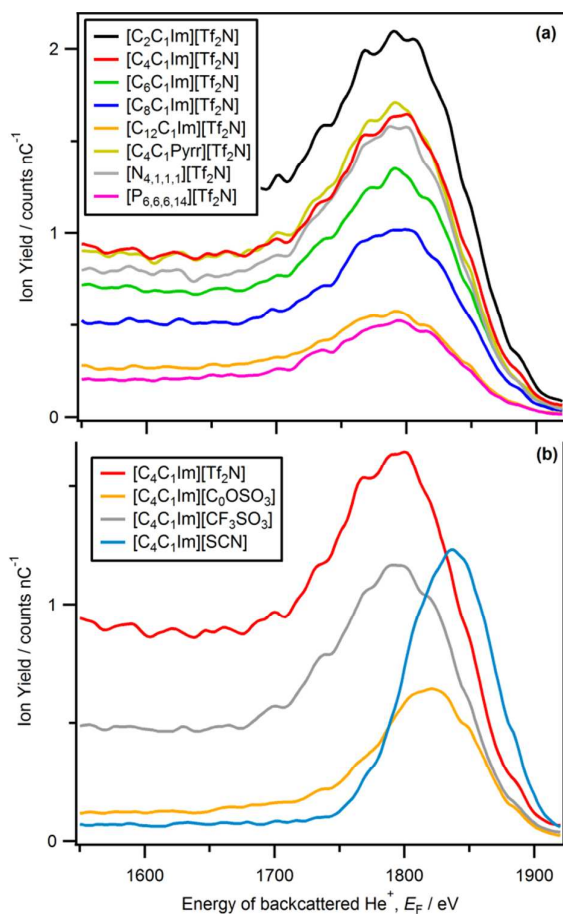 (a)
2
1
0
Ion Yield / counts nC⁻¹
[C₂C₁Im][Tf₂N]
[C₄C₁Im][Tf₂N]
[C₆C₁Im][Tf₂N]
[C₈C₁Im][Tf₂N]
[C₁₂C₁Im][Tf₂N]
[C₄C₁Pyrr][Tf₂N]
[N₄,₁,₁,₁][Tf₂N]
[P₆,₆,₆,₁₄][Tf₂N]
(b)
1
0
Ion Yield / counts nC⁻¹
[C₄C₁Im][Tf₂N]
[C₄C₁Im][C₀OSO₃]
[C₄C₁Im][CF₃SO₃]
[C₄C₁Im][SCN]
1600 1700 1800 1900
Energy of backcattered He⁺, E_F / eV